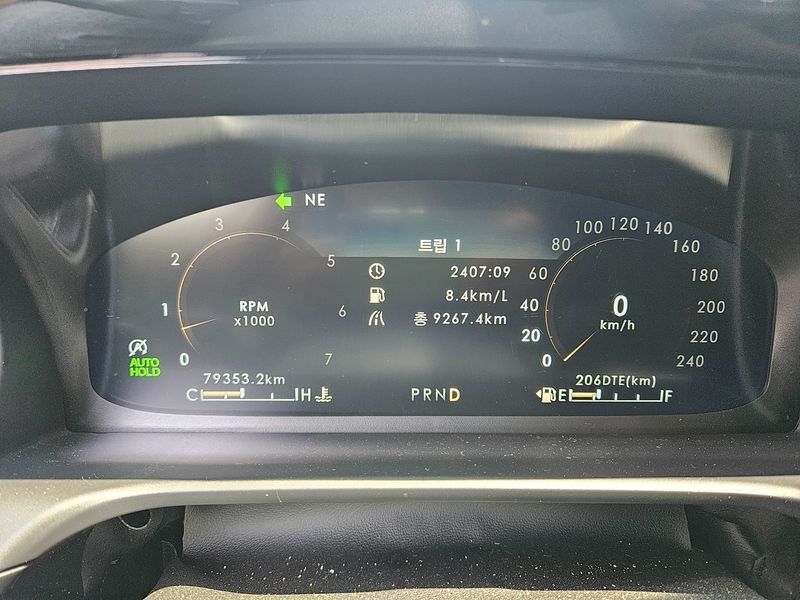 NE
트립 1
2407:09
8.4km/L
총 9267.4km
0 1 2 3 4 5 6 7
RPM
x1000
0 20 40 60 80 100 120 140 160 180 200 220 240
0
km/h
AUTO
HOLD
79353.2km
C H
PRND
206DTE(km)
E F